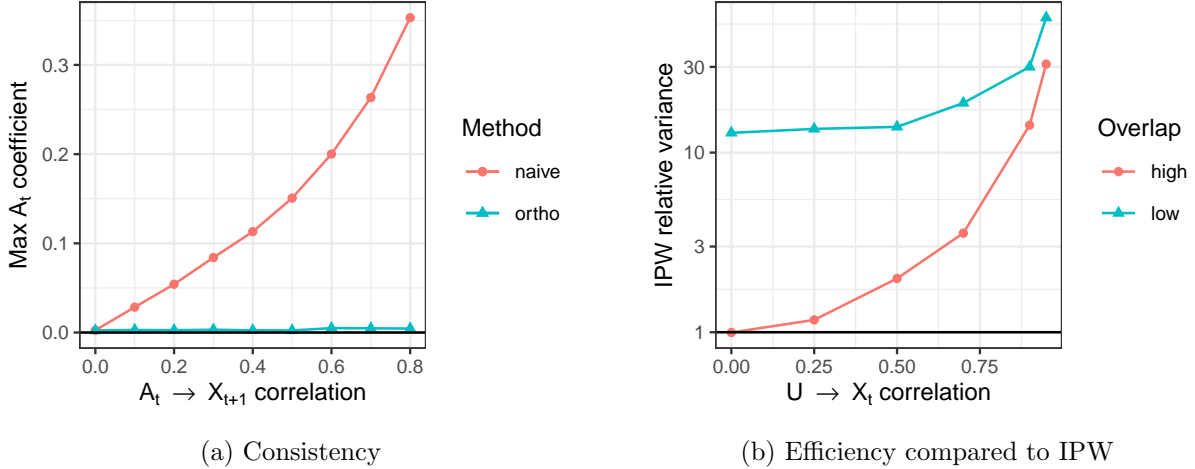 Max A_t coefficient
0.3
0.2
0.1
0.0
0.0 0.2 0.4 0.6 0.8
A_t → X_{t+1} correlation
Method
naive
ortho
(a) Consistency
IPW relative variance
30
10
3
1
0.00 0.25 0.50 0.75
U → X_t correlation
Overlap
high
low
(b) Efficiency compared to IPW